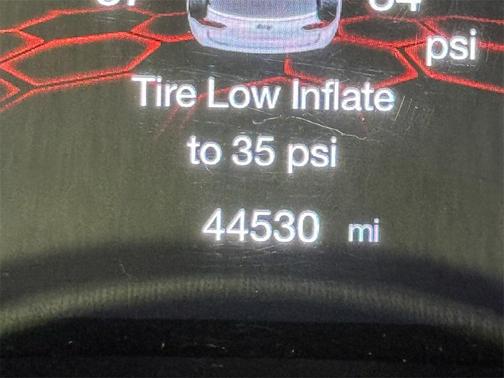 psi
Tire Low Inflate
to 35 psi
44530 mi